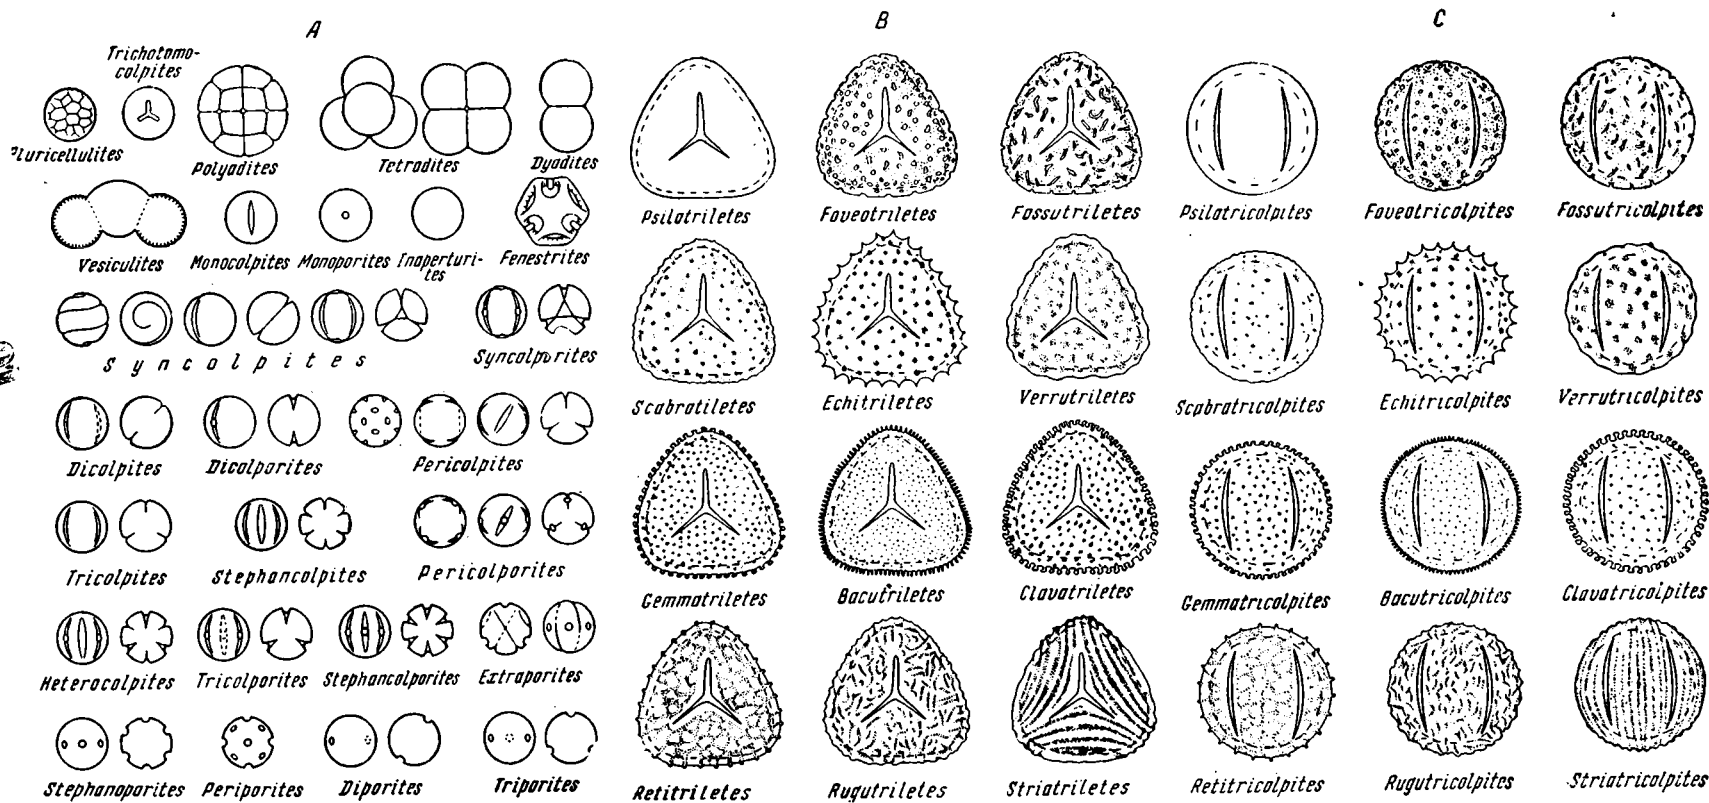 A
B
C
Trichotomo-
colpites
Pluricellulites
Polyadites
Tetradites
Dyadites
Vesiculites
Monocolpites
Monoporites
Inaperturi-
tes
Fenestrites
Syncolpites
Syncolporites
Dicolpites
Dicolporites
Pericolpites
Tricolpites
Stephancolpites
Pericolporites
Heterocolpites
Tricolporites
Stephancolporites
Extraporites
Stephanoporites
Periporites
Diporites
Triporites
Psilatriletes
Foveotriletes
Fossutriletes
Scabratiletes
Echitriletes
Verrutriletes
Gemmatriletes
Bacutriletes
Clavatriletes
Retitriletes
Rugutriletes
Striatriletes
Psilatricolpites
Foveotricolpites
Fossutricolpites
Scabratricolpites
Echitricolpites
Verrutricolpites
Gemmatricolpites
Bacutricolpites
Clavatricolpites
Retitricolpites
Rugutricolpites
Striatricolpites